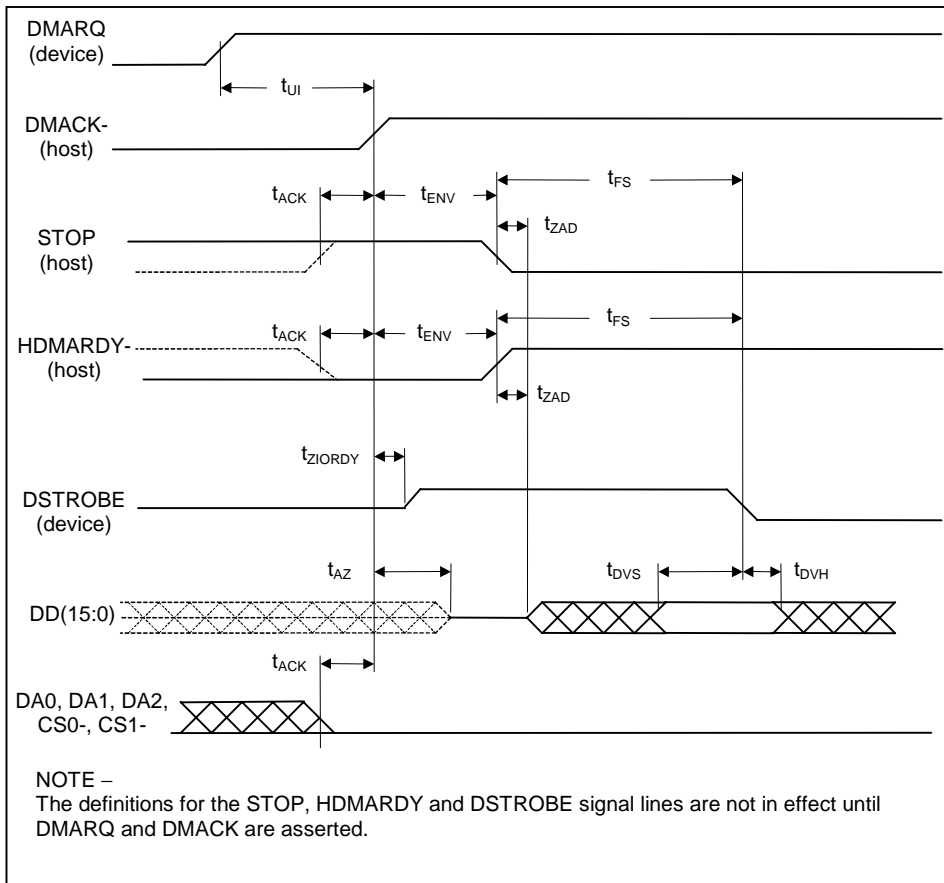 DMARQ
(device)
tUI
DMACK-
(host)
tACK
tENV
tFS
tZAD
STOP
(host)
tACK
tENV
tFS
HDMARDY-
(host)
tZAD
tZIORDY
DSTROBE
(device)
tAZ
tDVS
tDVH
DD(15:0)
tACK
DA0, DA1, DA2,
CS0-, CS1-
NOTE –
The definitions for the STOP, HDMARDY and DSTROBE signal lines are not in effect until
DMARQ and DMACK are asserted.